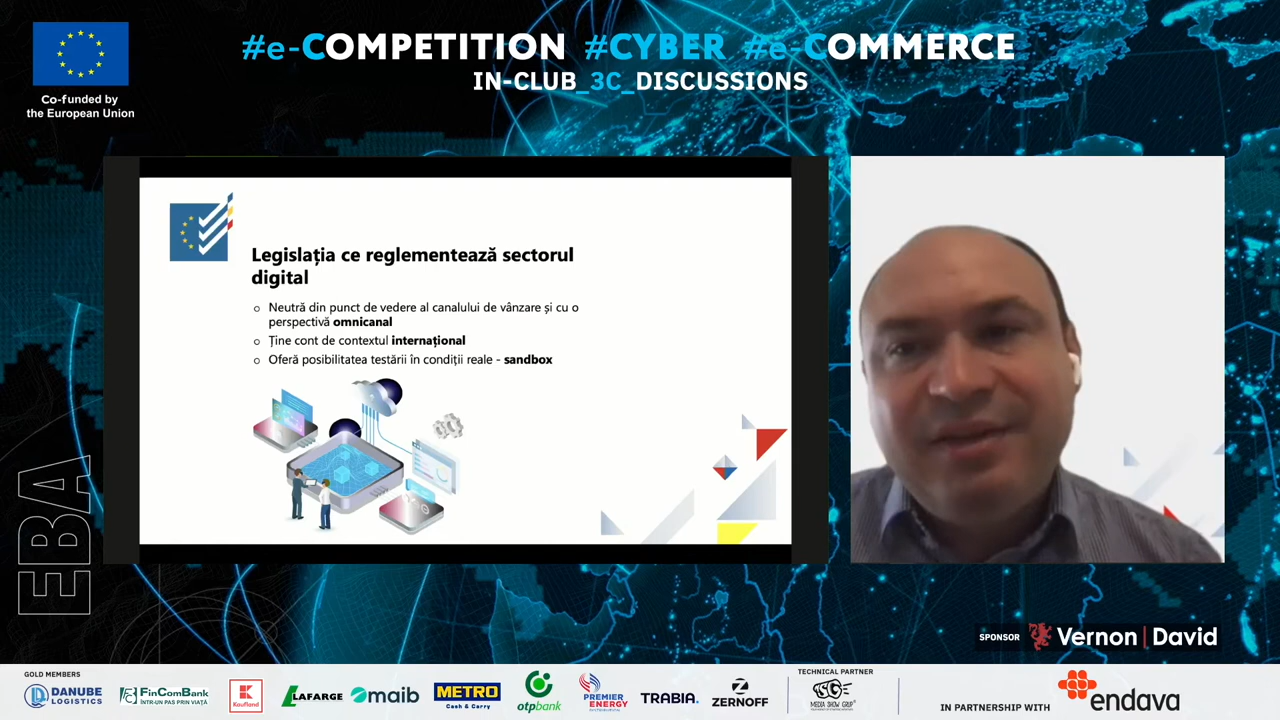 #e-COMPETITION #CYBER #e-COMMERCE
IN-CLUB_3C_DISCUSSIONS
Co-funded by
the European Union
Legislația ce reglementează sectorul
digital
Neutră din punct de vedere al canalului de vânzare și cu o
perspectivă omnicanal
Ține cont de contextul internațional
Oferă posibilitatea testării în condiții reale - sandbox
EBA
SPONSOR Vernon | David
GOLD MEMBERS
DANUBE
LOGISTICS
FinComBank
ÎNTR-UN PAS PRIN VIAȚĂ
Kaufland
LAFARGE
maib
METRO
Cash & Carry
otpbank
PREMIER
ENERGY
TRABIA
ZERNOFF
TECHNICAL PARTNER
MEDIA SHOW GRUP
IN PARTNERSHIP WITH endava